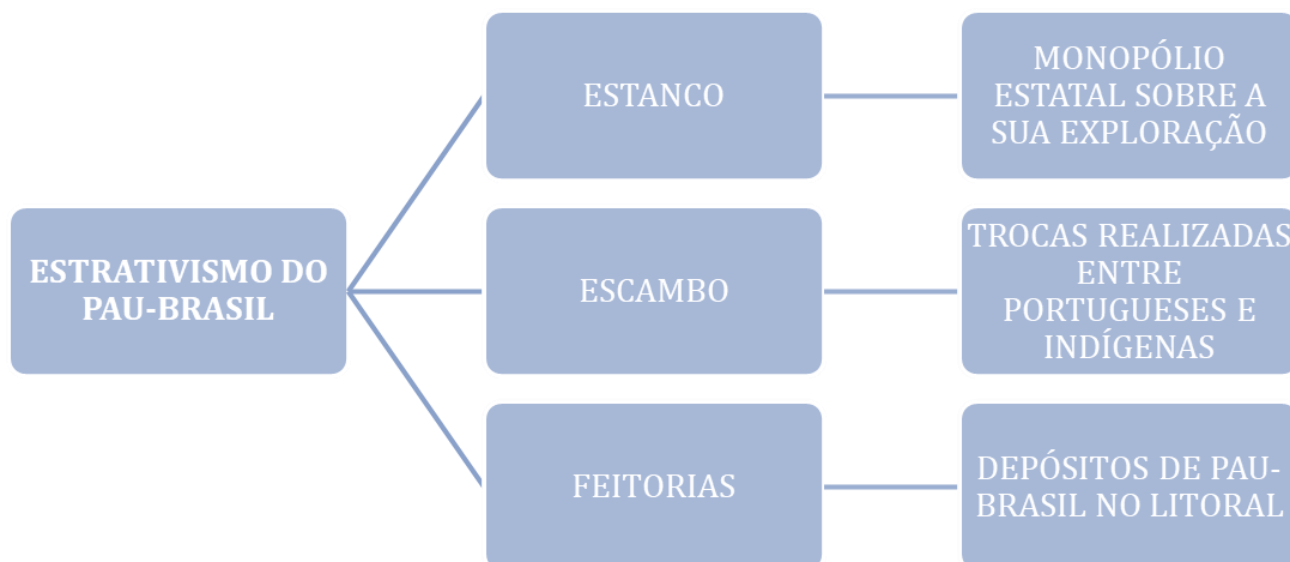 ESTRATIVISMO DO
PAU-BRASIL
ESTANCO
MONOPÓLIO
ESTATAL SOBRE A
SUA EXPLORAÇÃO
ESCAMBO
TROCAS REALIZADAS
ENTRE
PORTUGUESES E
INDÍGENAS
FEITORIAS
DEPÓSITOS DE PAU-
BRASIL NO LITORAL